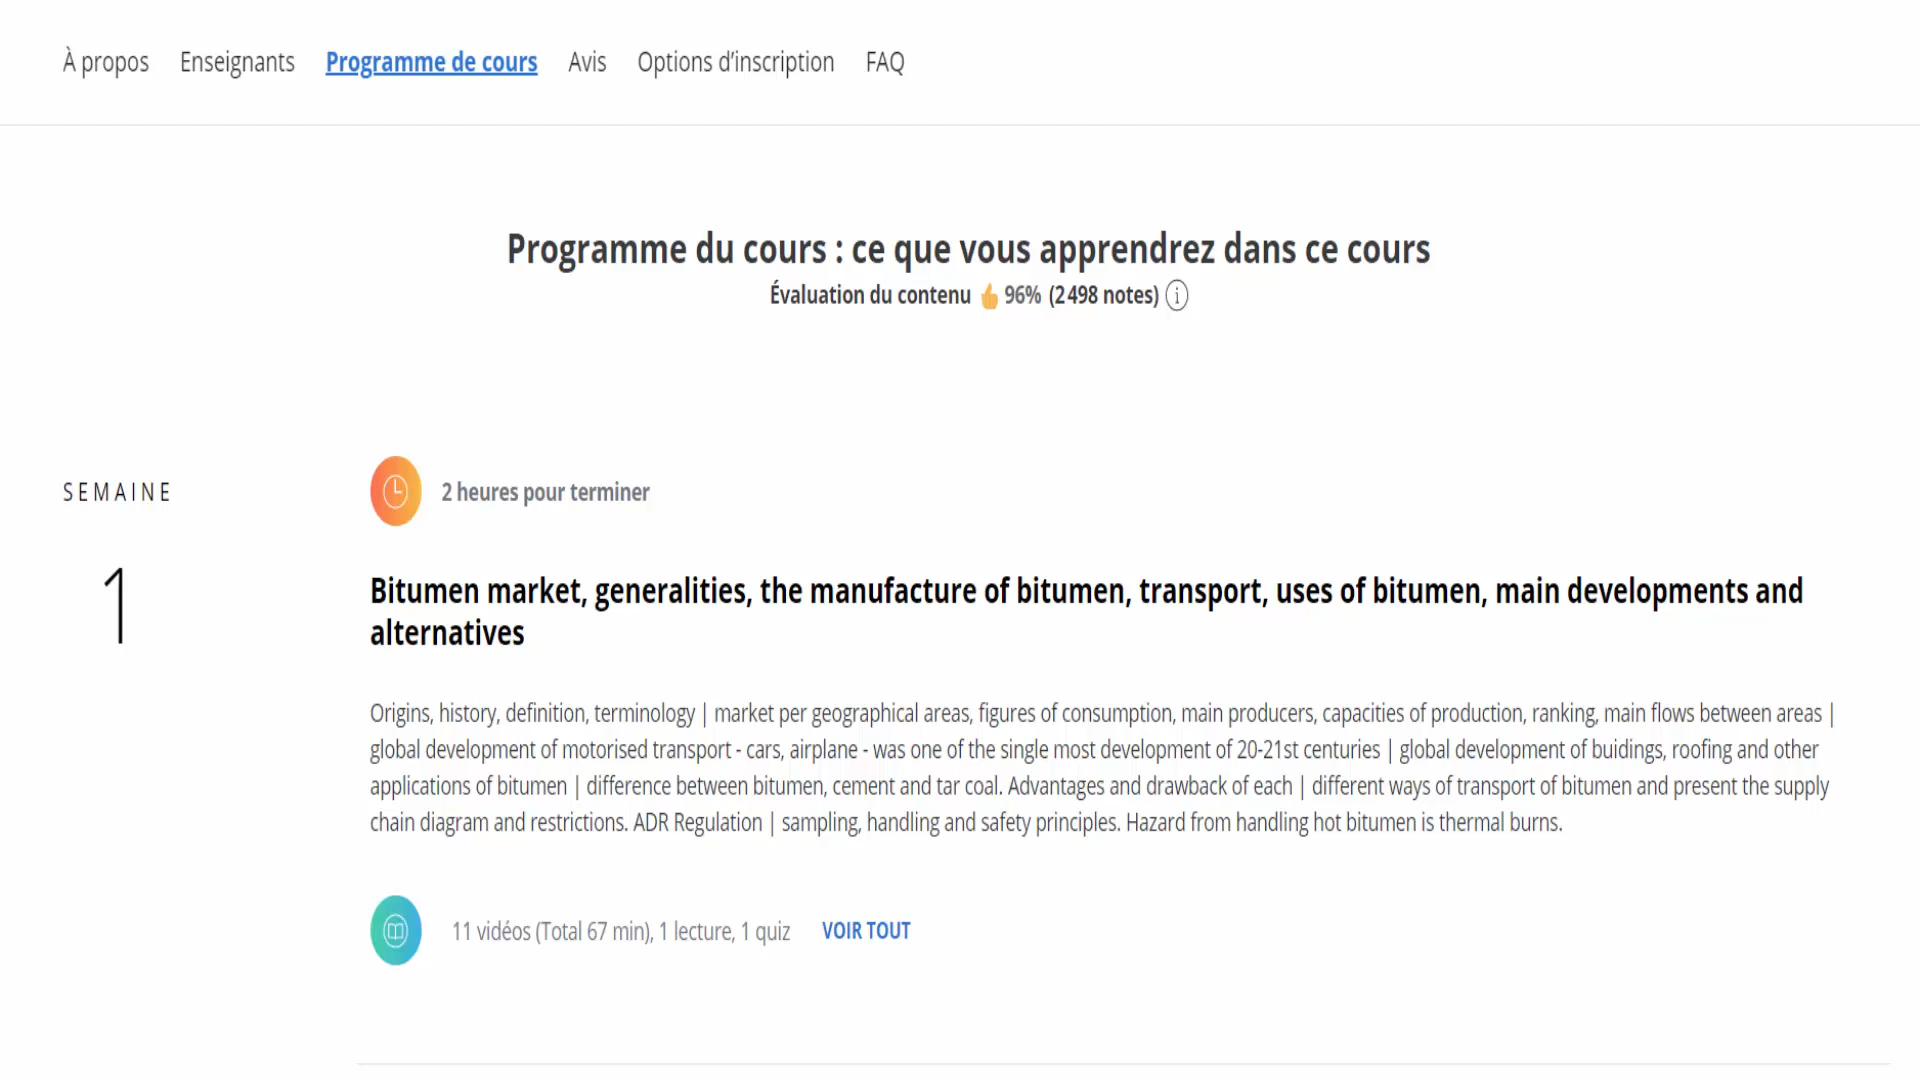 À propos Enseignants Programme de cours Avis Options d’inscription FAQ
Programme du cours : ce que vous apprendrez dans ce cours
Évaluation du contenu 96% (2 498 notes)
SEMAINE
1
2 heures pour terminer
Bitumen market, generalities, the manufacture of bitumen, transport, uses of bitumen, main developments and
alternatives
Origins, history, definition, terminology | market per geographical areas, figures of consumption, main producers, capacities of production, ranking, main flows between areas |
global development of motorised transport - cars, airplane - was one of the single most development of 20-21st centuries | global development of buidings, roofing and other
applications of bitumen | difference between bitumen, cement and tar coal. Advantages and drawback of each | different ways of transport of bitumen and present the supply
chain diagram and restrictions. ADR Regulation | sampling, handling and safety principles. Hazard from handling hot bitumen is thermal burns.
11 vidéos (Total 67 min), 1 lecture, 1 quiz VOIR TOUT